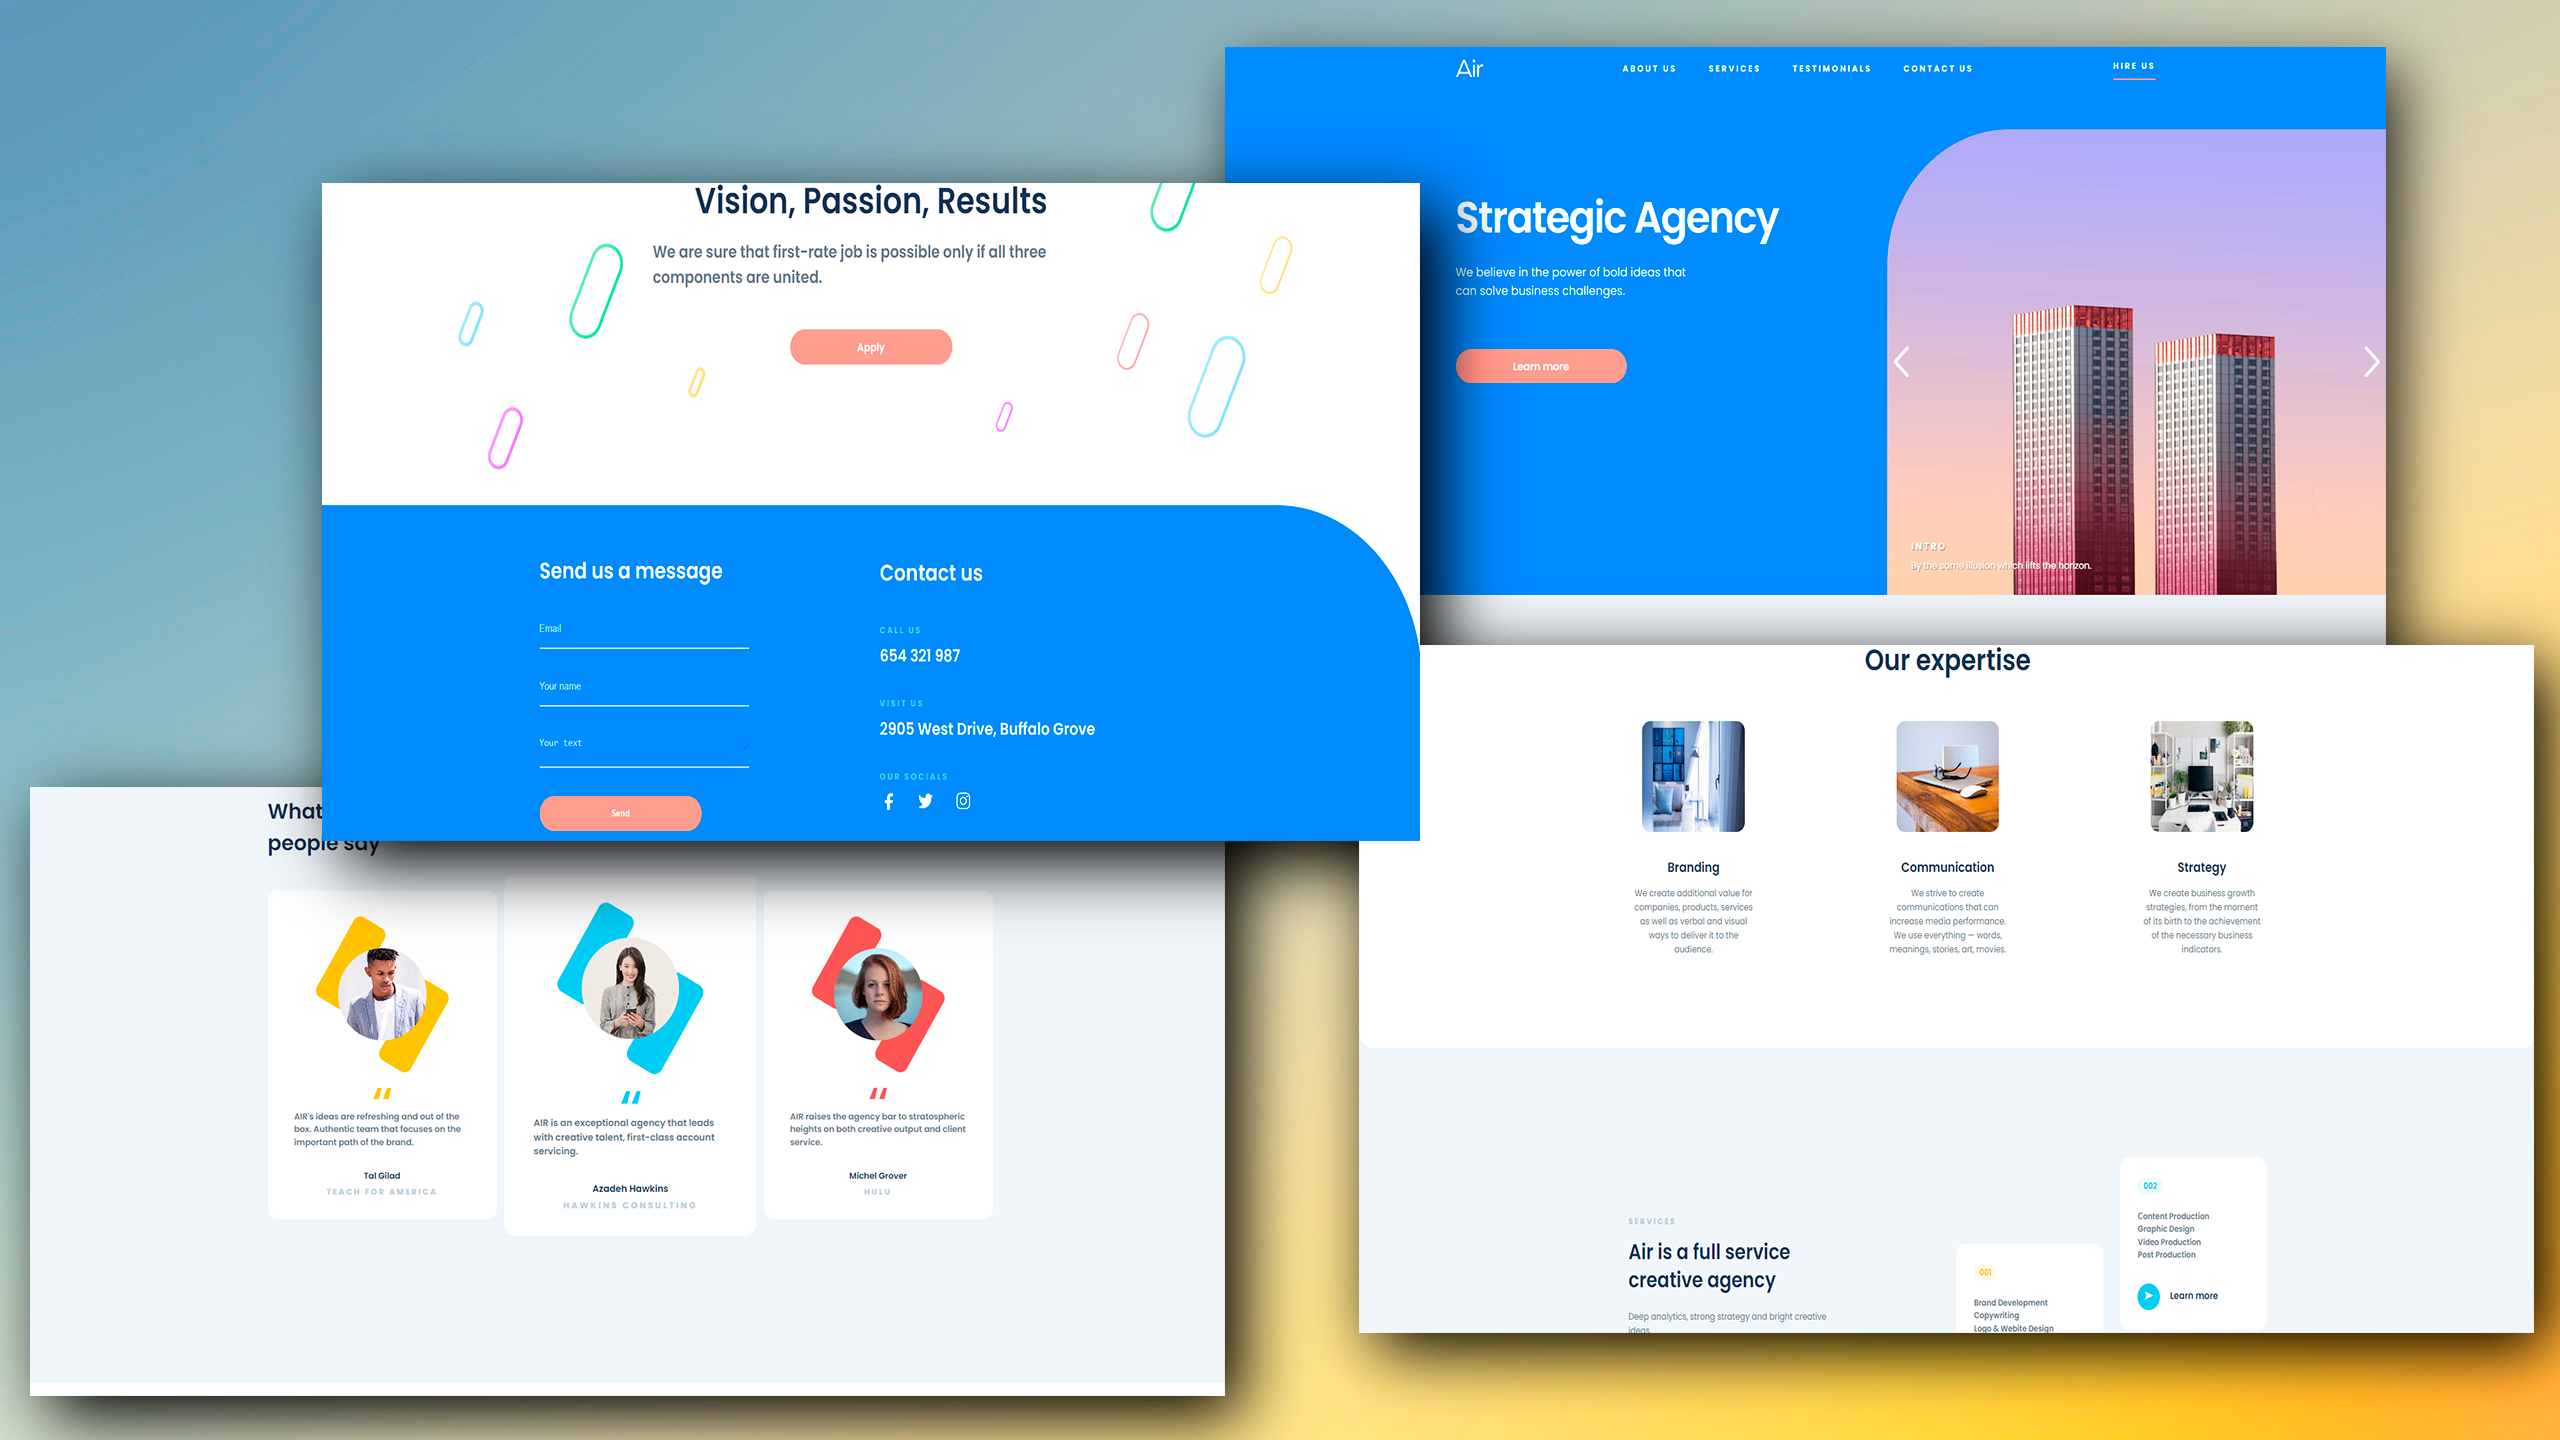 Air
ABOUT US
SERVICES
TESTIMONIALS
CONTACT US
HIRE US
Strategic Agency
We believe in the power of bold ideas that
can solve business challenges.
Learn more
INTRO
By the same illusion which lifts the horizon.
Vision, Passion, Results
We are sure that first-rate job is possible only if all three
components are united.
Apply
Send us a message
Email
Your name
Your text
Send
Contact us
CALL US
654 321 987
VISIT US
2905 West Drive, Buffalo Grove
OUR SOCIALS
Our expertise
Branding
We create additional value for
companies, products, services
as well as verbal and visual
ways to deliver it to the
audience.
Communication
We strive to create
communications that can
increase media performance.
We use everything — words,
meanings, stories, art, movies.
Strategy
We create business growth
strategies, from the moment
of its birth to the achievement
of the necessary business
indicators.
SERVICES
Air is a full service
creative agency
Deep analytics, strong strategy and bright creative
ideas.
001
Brand Development
Copywriting
Logo & Webite Design
002
Content Production
Graphic Design
Video Production
Post Production
Learn more
What
people say
AIR's ideas are refreshing and out of the
box. Authentic team that focuses on the
important path of the brand.
Tal Gilad
TEACH FOR AMERICA
AIR is an exceptional agency that leads
with creative talent, first-class account
servicing.
Azadeh Hawkins
HAWKINS CONSULTING
AIR raises the agency bar to stratospheric
heights on both creative output and client
service.
Michel Grover
HULU